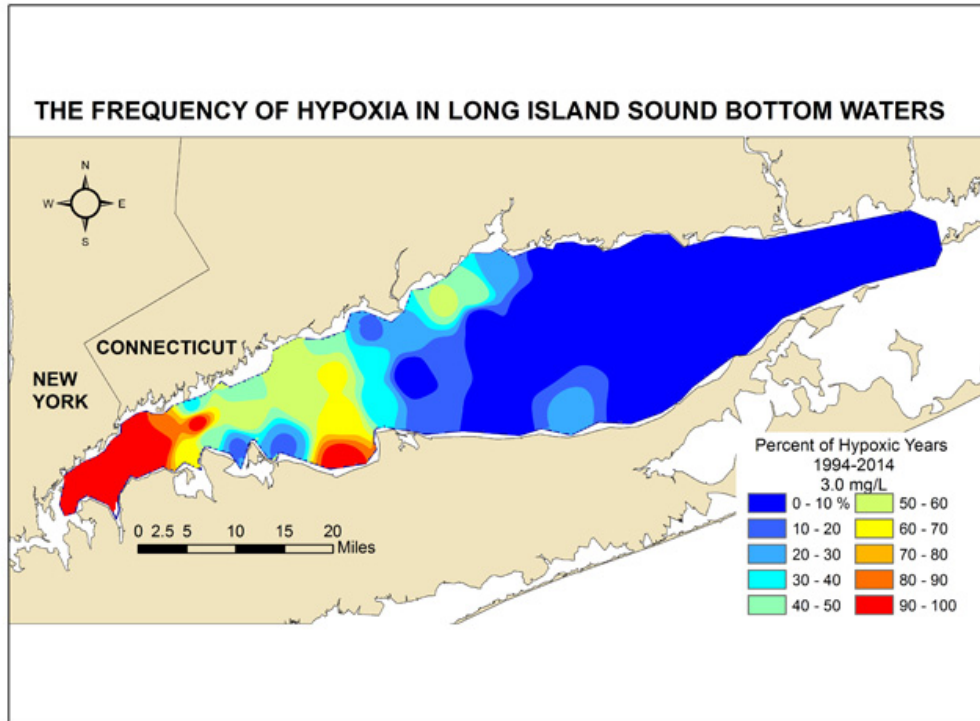 THE FREQUENCY OF HYPOXIA IN LONG ISLAND SOUND BOTTOM WATERS
N
W E
S
CONNECTICUT
NEW
YORK
0 2.5 5 10 15 20
Miles
Percent of Hypoxic Years
1994-2014
3.0 mg/L
0 - 10 % 50 - 60
10 - 20 60 - 70
20 - 30 70 - 80
30 - 40 80 - 90
40 - 50 90 - 100